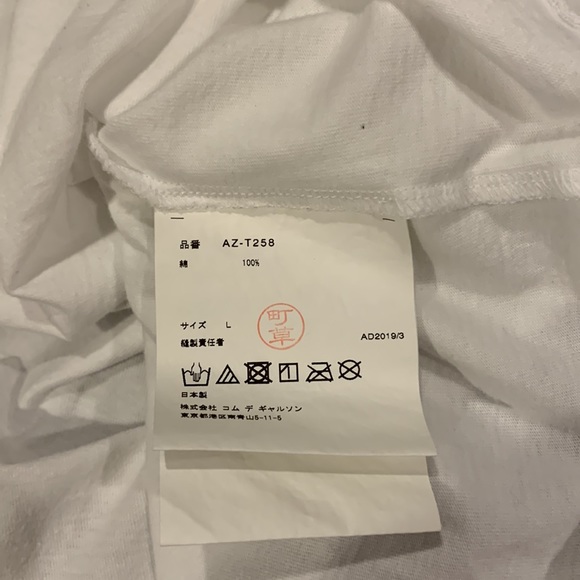 品番 AZ-T258
綿 100%
サイズ L
町草
縫製責任者 AD2019/3
日本製
株式会社 コム デ ギャルソン
東京都港区南青山5-11-5